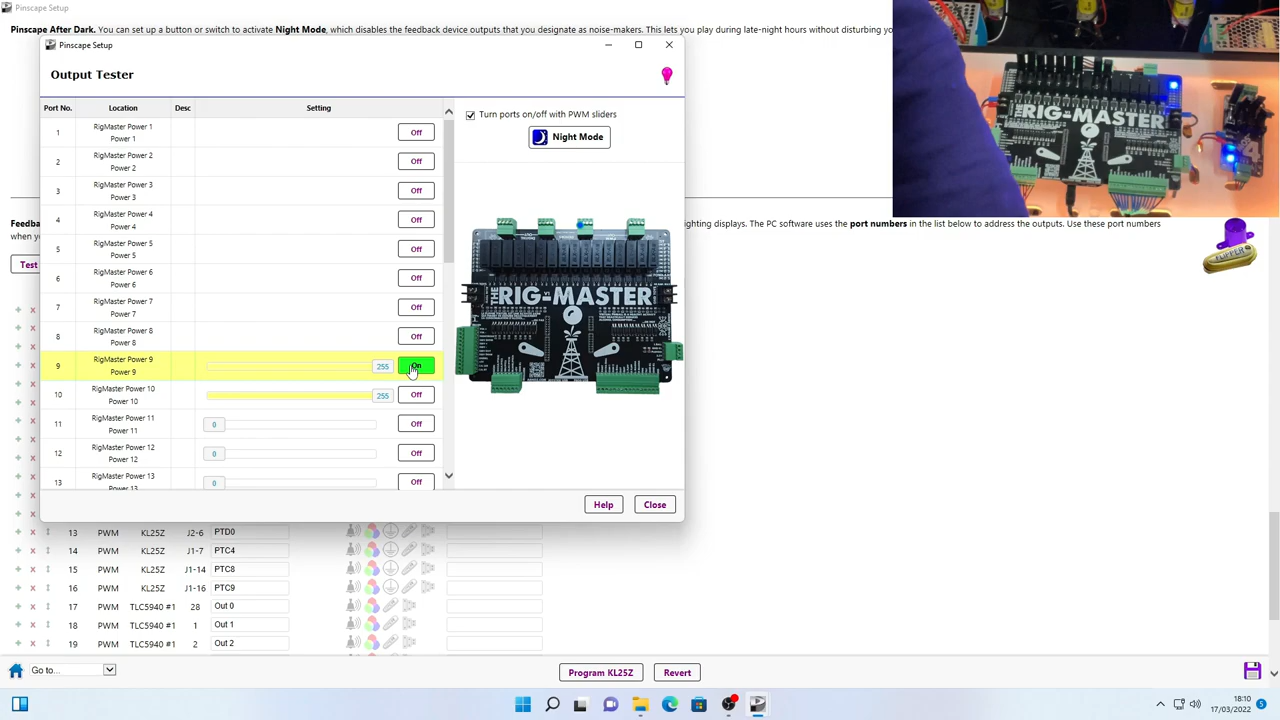 Pinscape Setup
Pinscape After Dark. You can set up a button or switch to activate Night Mode, which disables the feedback device outputs that you designate as noise-makers. This lets you play during late-night hours without disturbing yo
Pinscape Setup
Output Tester
Port No. Location Desc Setting
Turn ports on/off with PWM sliders
Night Mode
1 RigMaster Power 1 Off
Power 1
2 RigMaster Power 2 Off
Power 2
3 RigMaster Power 3 Off
Power 3
4 RigMaster Power 4 Off
Power 4
5 RigMaster Power 5 Off
Power 5
6 RigMaster Power 6 Off
Power 6
7 RigMaster Power 7 Off
Power 7
8 RigMaster Power 8 Off
Power 8
9 RigMaster Power 9 255 On
Power 9
10 RigMaster Power 10 255 Off
Power 10
11 RigMaster Power 11 0 Off
Power 11
12 RigMaster Power 12 0 Off
Power 12
13 RigMaster Power 13 0 Off
Power 13
THE RIG-MASTER
Help Close
THE RIG-MASTER
Feedba
ghting displays. The PC software uses the port numbers in the list below to address the outputs. Use these port numbers
when y
Test
FLIPPER
13 PWM KL25Z J2-6 PTD0
14 PWM KL25Z J1-7 PTC4
15 PWM KL25Z J1-14 PTC8
16 PWM KL25Z J1-16 PTC9
17 PWM TLC5940 #1 28 Out 0
18 PWM TLC5940 #1 1 Out 1
19 PWM TLC5940 #1 2 Out 2
Go to... Program KL25Z Revert
18:10
17/03/2022 5